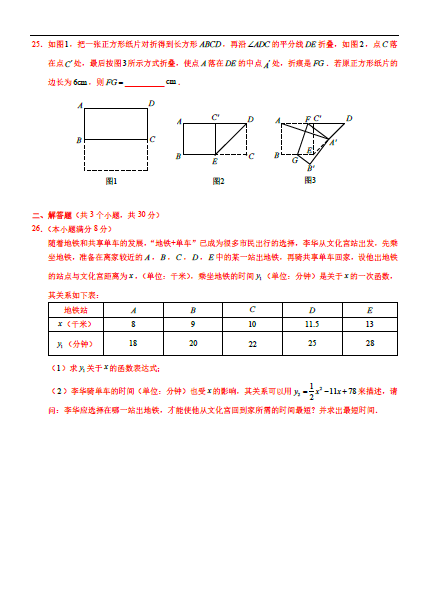 25．如图1，把一张正方形纸片对折得到长方形ABCD，再沿∠ADC的平分线DE折叠，如图2，点C落
在点C′处，最后按图3所示方式折叠，使点A落在DE的中点A′处，折痕是FG．若原正方形纸片的
边长为6cm，则FG=________cm．
A D
B C
图1
A C′ D
B E C
图2
A F C′ D
A′
B G E C
B′
图3
二、解答题（共3个小题，共30分）
26．（本小题满分8分）
随着地铁和共享单车的发展，“地铁+单车”已成为很多市民出行的选择，李华从文化宫站出发，先乘
坐地铁，准备在离家较近的A，B，C，D，E中的某一站出地铁，再骑共享单车回家，设他出地铁
的站点与文化宫距离为x，（单位：千米），乘坐地铁的时间y₁（单位：分钟）是关于x的一次函数，
其关系如下表：
地铁站 A B C D E
x（千米） 8 9 10 11.5 13
y₁（分钟） 18 20 22 25 28
（1）求y₁关于x的函数表达式；
（2）李华骑单车的时间（单位：分钟）也受x的影响，其关系可以用y₂=1/2x²−11x+78来描述，请
问：李华应选择在哪一站出地铁，才能使他从文化宫回到家所需的时间最短？并求出最短时间．